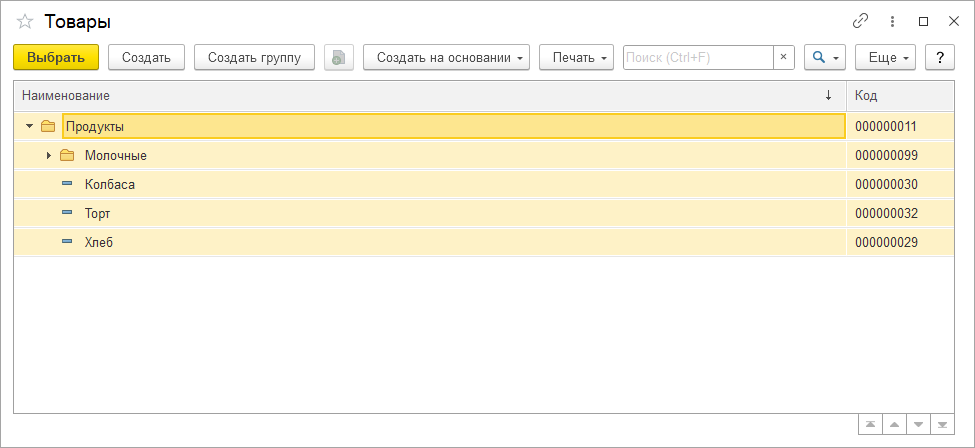 Товары
Выбрать Создать Создать группу Создать на основании Печать Поиск (Ctrl+F) × Еще ?
Наименование ↓ Код
Продукты 000000011
Молочные 000000099
Колбаса 000000030
Торт 000000032
Хлеб 000000029